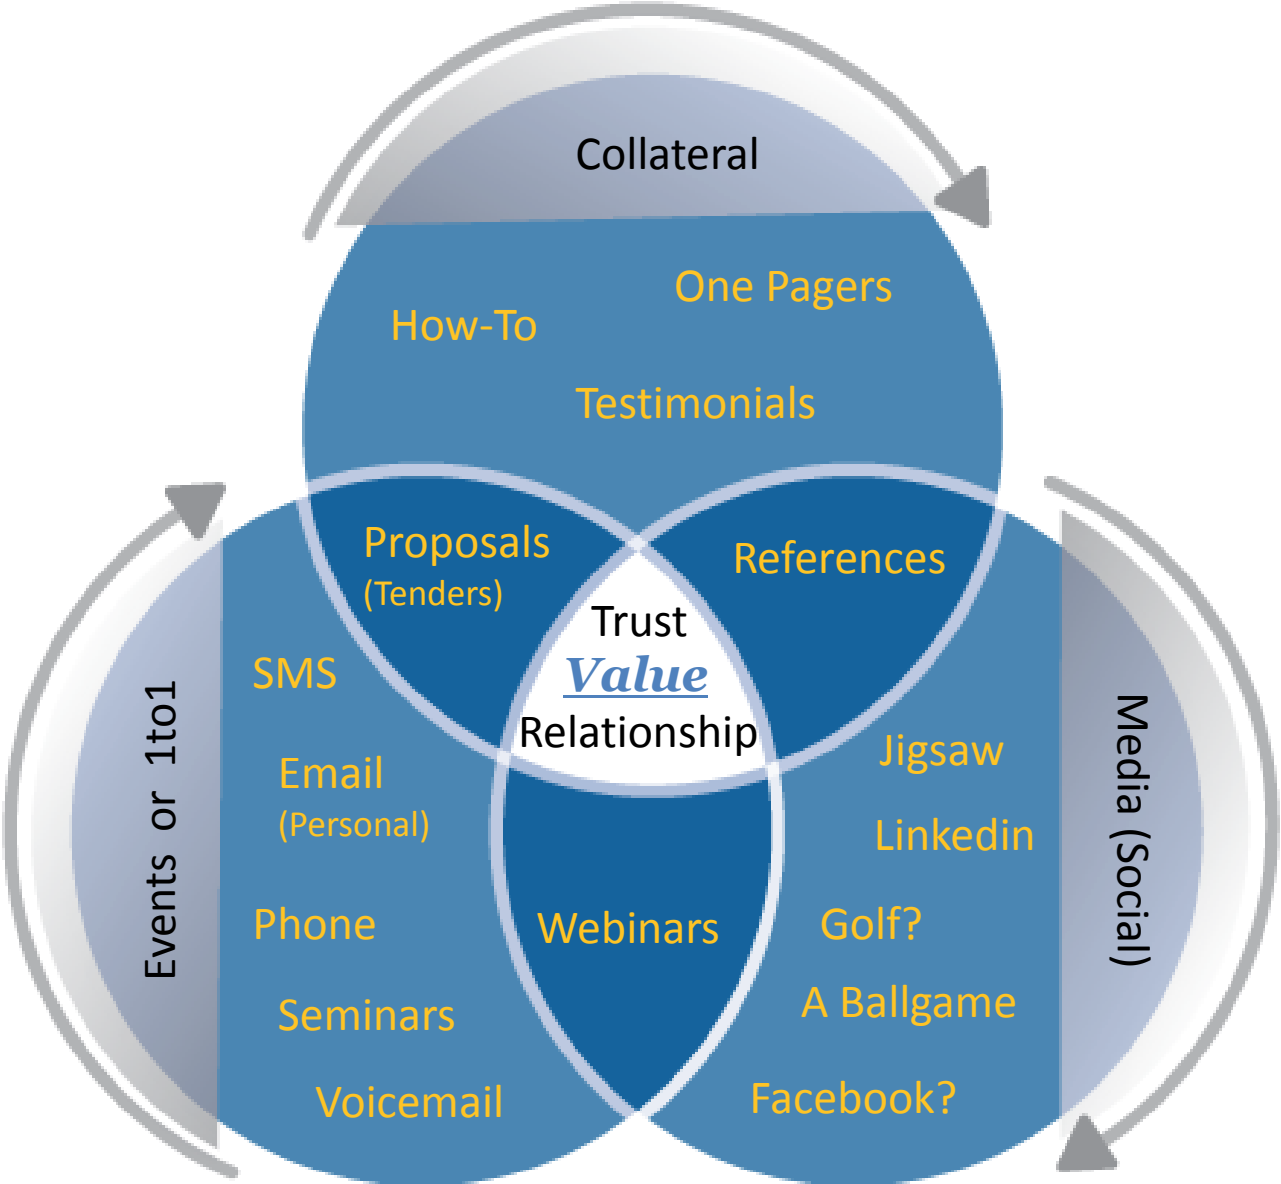 Collateral
One Pagers
How-To
Testimonials
Proposals
(Tenders)
References
Trust
Value
Relationship
Events or 1to1
SMS
Email
(Personal)
Phone
Seminars
Voicemail
Webinars
Jigsaw
Linkedin
Golf?
A Ballgame
Facebook?
Media (Social)